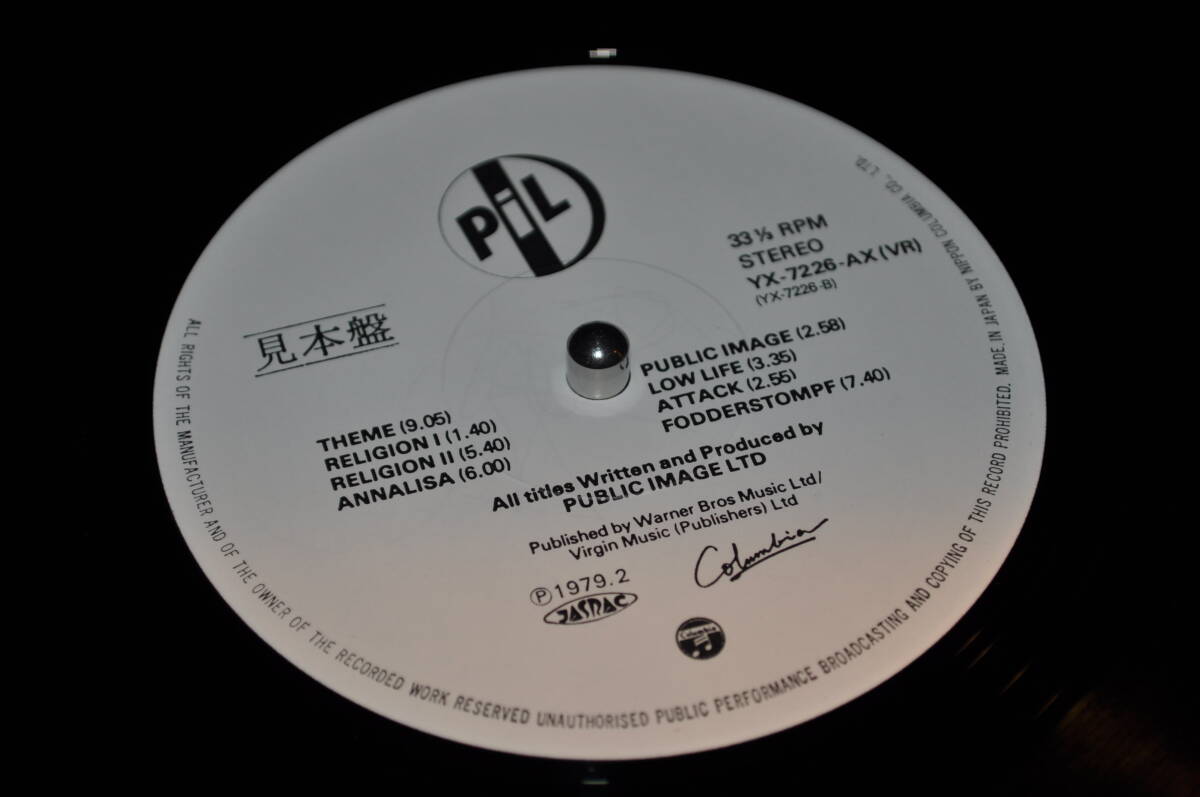 PiL
33 1/3 RPM
STEREO
YX-7226-AX (VR)
(YX-7226-B)
見本盤
THEME (9.05)
RELIGION I (1.40)
RELIGION II (5.40)
ANNALISA (6.00)
PUBLIC IMAGE (2.58)
LOW LIFE (3.35)
ATTACK (2.55)
FODDERSTOMPF (7.40)
All titles Written and Produced by
PUBLIC IMAGE LTD
Published by Warner Bros Music Ltd/
Virgin Music (Publishers) Ltd
Ⓟ1979.2
JASRAC
Columbia
Columbia
ALL RIGHTS OF THE MANUFACTURER AND OF THE OWNER OF THE RECORDED WORK RESERVED UNAUTHORISED PUBLIC PERFORMANCE BROADCASTING AND COPYING OF THIS RECORD PROHIBITED. MADE IN JAPAN BY NIPPON COLUMBIA CO., LTD.